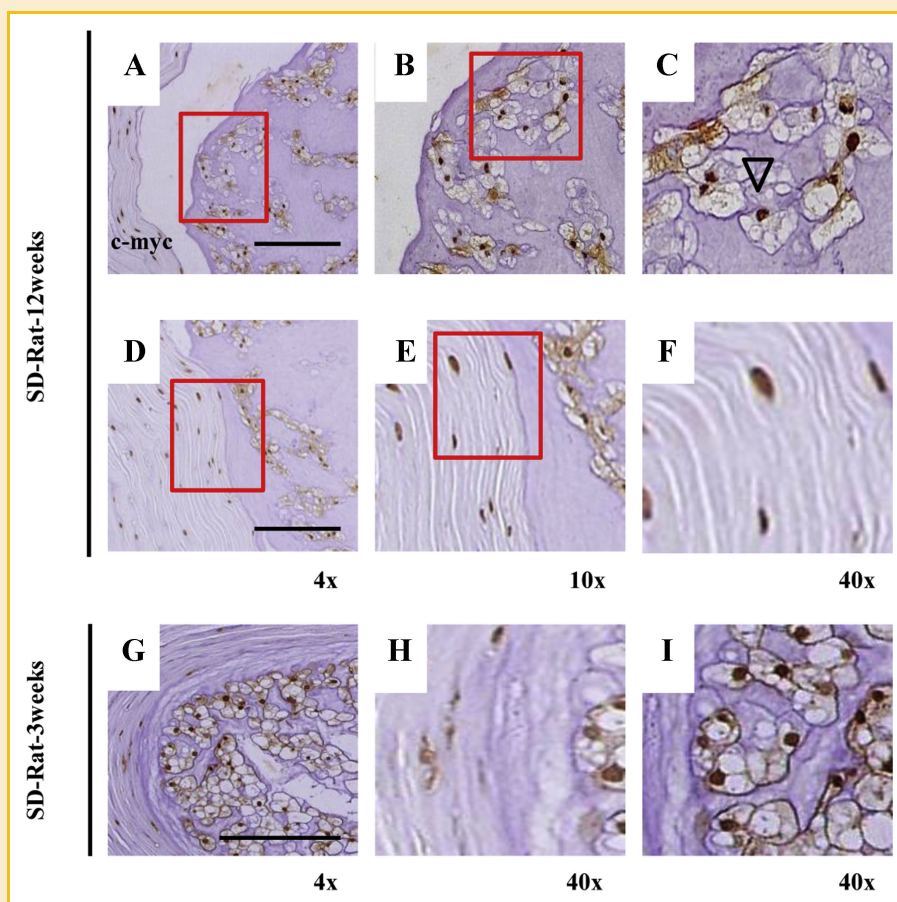 A B C
c-myc
SD-Rat-12weeks
D E F
4x 10x 40x
G H I
SD-Rat-3weeks
4x 40x 40x